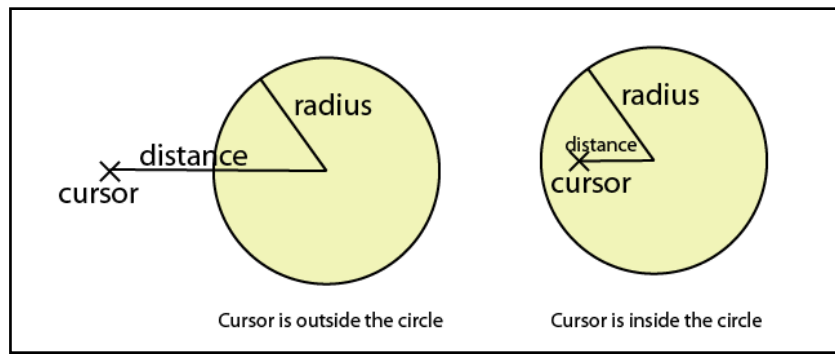 radius
distance
cursor
Cursor is outside the circle
radius
distance
cursor
Cursor is inside the circle